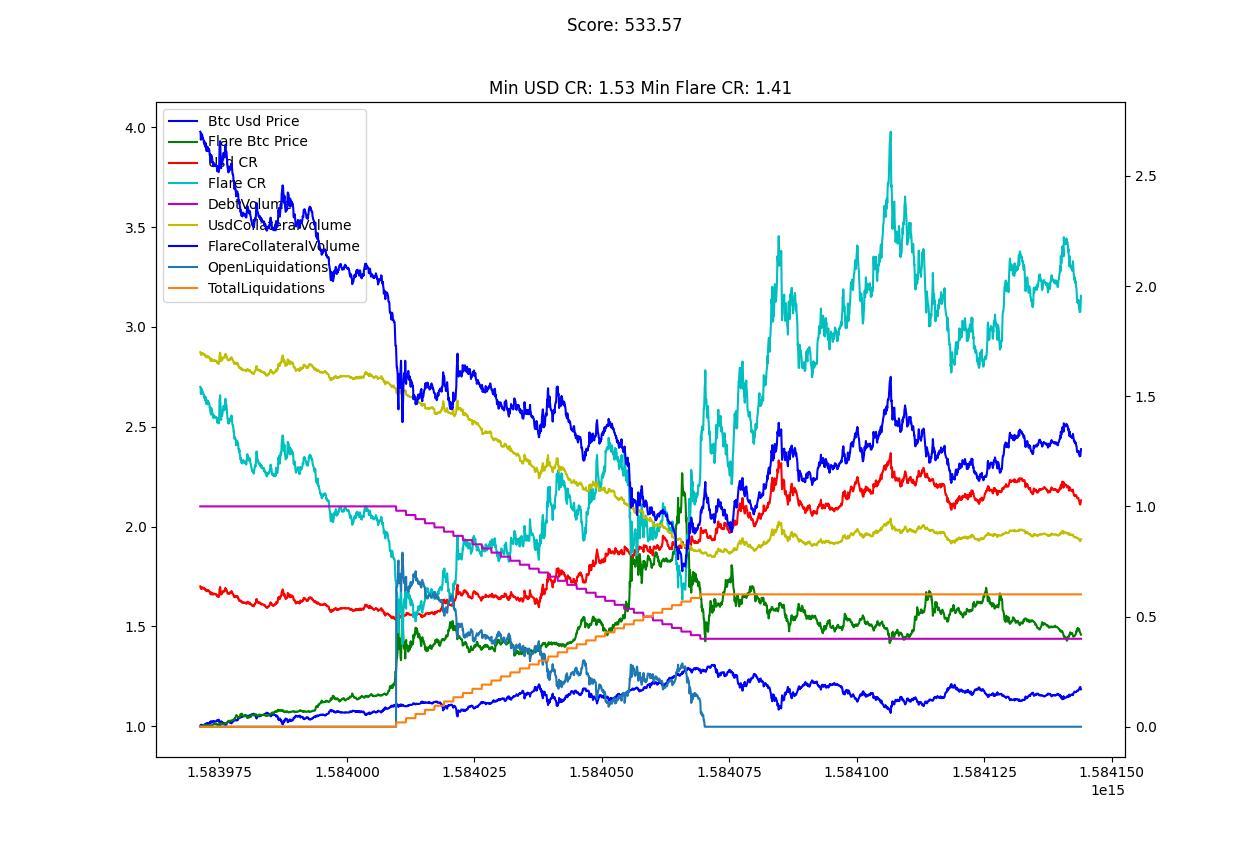 Score: 533.57
Min USD CR: 1.53 Min Flare CR: 1.41
Btc Usd Price
Flare Btc Price
Usd CR
Flare CR
DebtVolume
UsdCollateralVolume
FlareCollateralVolume
OpenLiquidations
TotalLiquidations
4.0
3.5
3.0
2.5
2.0
1.5
1.0
2.5
2.0
1.5
1.0
0.5
0.0
1.583975
1.584000
1.584025
1.584050
1.584075
1.584100
1.584125
1.584150
1e15